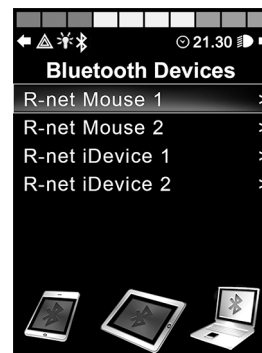 21.30
Bluetooth Devices
R-net Mouse 1 >
R-net Mouse 2 >
R-net iDevice 1 >
R-net iDevice 2 >